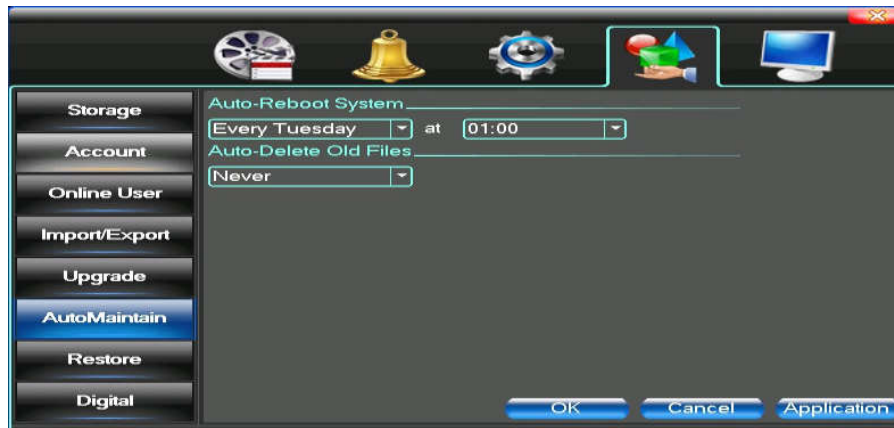 Storage
Account
Online User
Import/Export
Upgrade
AutoMaintain
Restore
Digital
Auto-Reboot System
Every Tuesday at 01:00
Auto-Delete Old Files
Never
OK Cancel Application